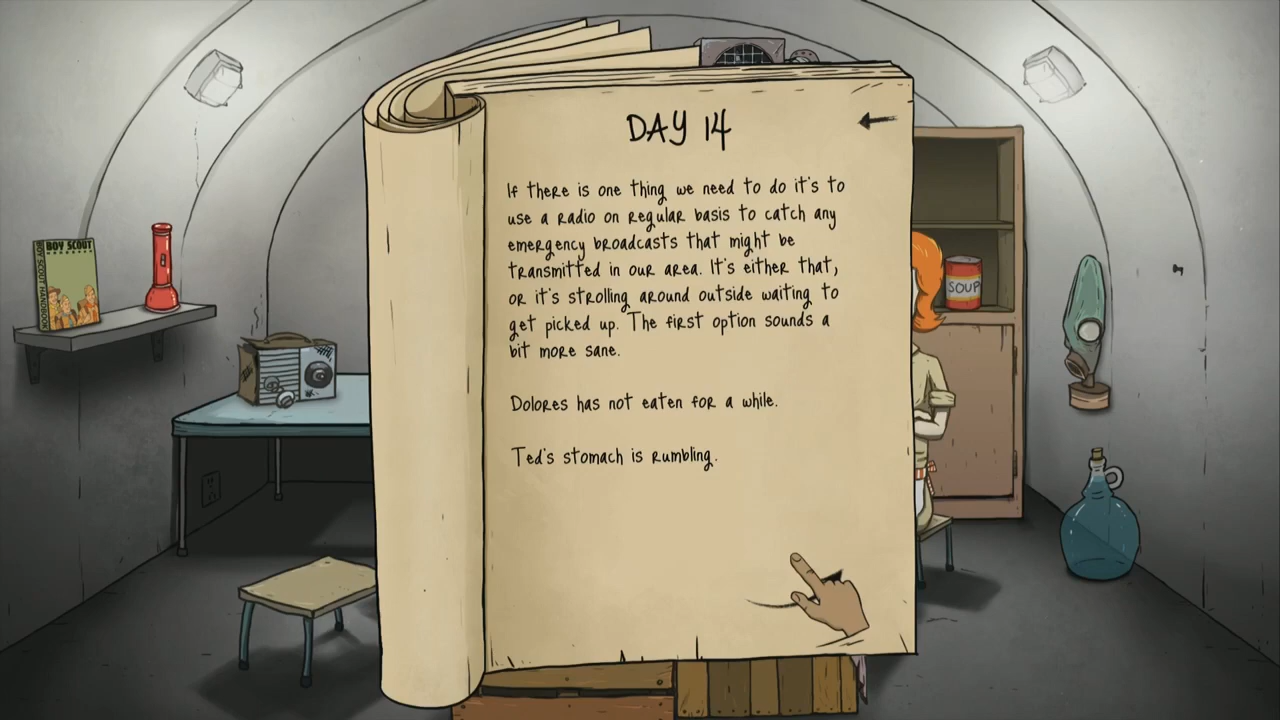 DAY 14
If there is one thing we need to do it's to
use a radio on regular basis to catch any
emergency broadcasts that might be
transmitted in our area. It's either that,
or it's strolling around outside waiting to
get picked up. The first option sounds a
bit more sane.
Dolores has not eaten for a while.
Ted's stomach is rumbling.
BOY SCOUT
BOY SCOUT HANDBOOK
SOUP